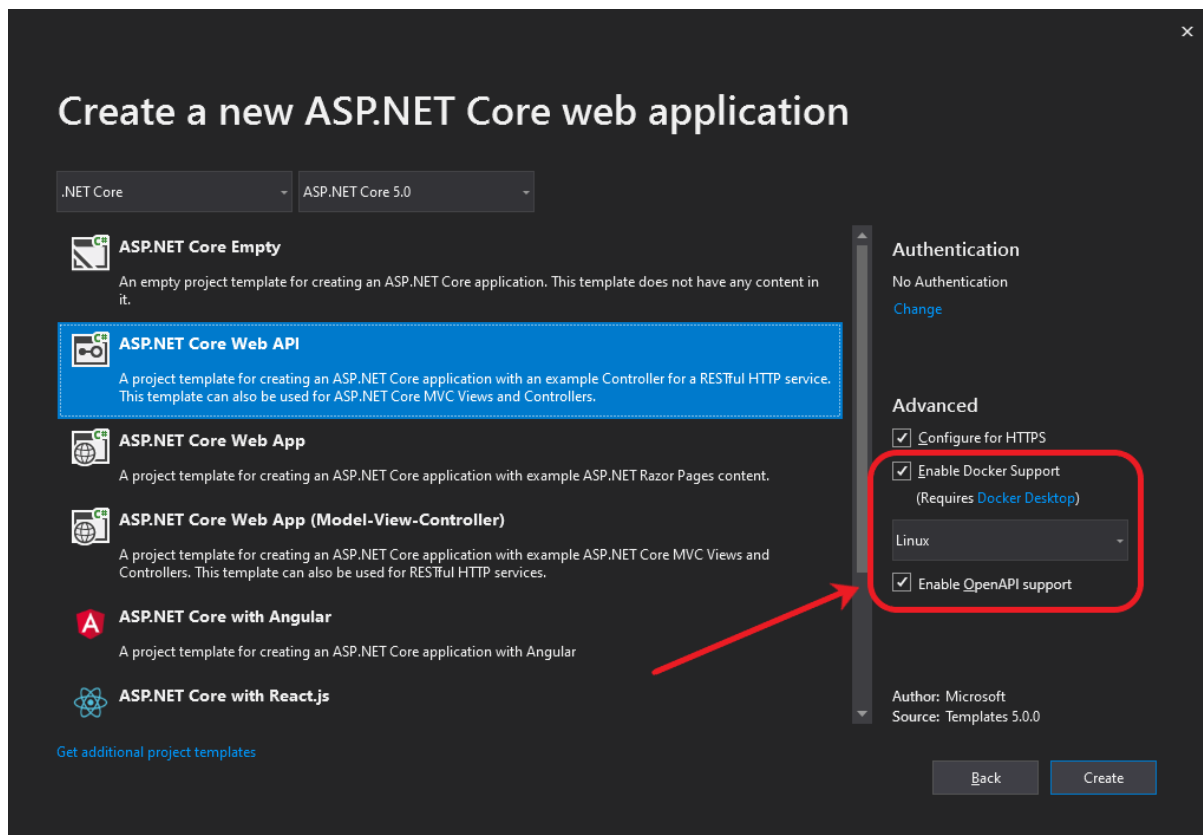 Create a new ASP.NET Core web application
.NET Core
ASP.NET Core 5.0
ASP.NET Core Empty
An empty project template for creating an ASP.NET Core application. This template does not have any content in
it.
ASP.NET Core Web API
A project template for creating an ASP.NET Core application with an example Controller for a RESTful HTTP service.
This template can also be used for ASP.NET Core MVC Views and Controllers.
ASP.NET Core Web App
A project template for creating an ASP.NET Core application with example ASP.NET Razor Pages content.
ASP.NET Core Web App (Model-View-Controller)
A project template for creating an ASP.NET Core application with example ASP.NET Core MVC Views and
Controllers. This template can also be used for RESTful HTTP services.
ASP.NET Core with Angular
A project template for creating an ASP.NET Core application with Angular
ASP.NET Core with React.js
Get additional project templates
Authentication
No Authentication
Change
Advanced
Configure for HTTPS
Enable Docker Support
(Requires Docker Desktop)
Linux
Enable OpenAPI support
Author: Microsoft
Source: Templates 5.0.0
Back
Create